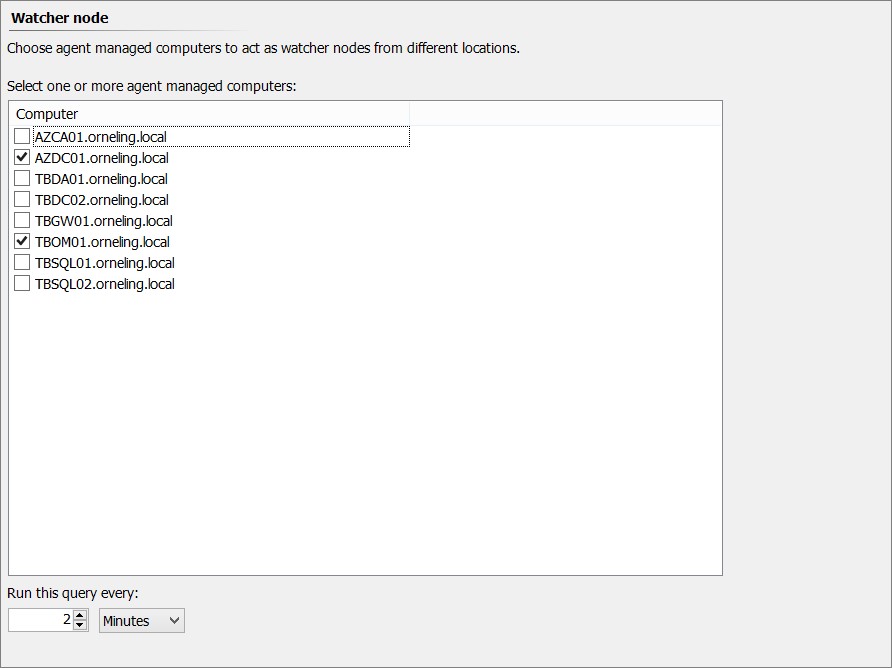 Watcher node
Choose agent managed computers to act as watcher nodes from different locations.
Select one or more agent managed computers:
Computer
AZCA01.orneling.local
AZDC01.orneling.local
TBDA01.orneling.local
TBDC02.orneling.local
TBGW01.orneling.local
TBOM01.orneling.local
TBSQL01.orneling.local
TBSQL02.orneling.local
Run this query every:
2 Minutes